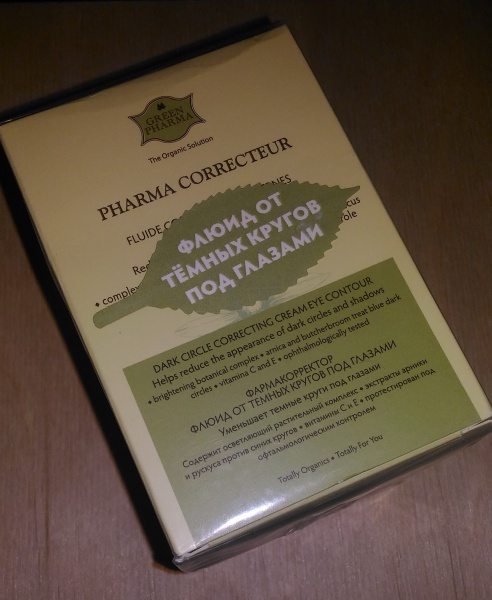 GREEN
PHARMA
The Organic Solution
PHARMA CORRECTEUR
FLUIDE
• comple
ФЛЮИД ОТ
ТЁМНЫХ КРУГОВ
ПОД ГЛАЗАМИ
DARK CIRCLE CORRECTING CREAM EYE CONTOUR
Helps reduce the appearance of dark circles and shadows
• brightening botanical complex • arnica and butcherbroom treat blue dark
circles • vitamina C and E • ophthalmologically tested
ФАРМАКОРРЕКТОР
ФЛЮИД ОТ ТЕМНЫХ КРУГОВ ПОД ГЛАЗАМИ
Уменьшает темные круги под глазами
Содержит осветляющий растительный комплекс • экстракты арники
и рускуса против синих кругов • витамины С и Е • протестирован под
офтальмологическим контролем
Totally Organics • Totally For You